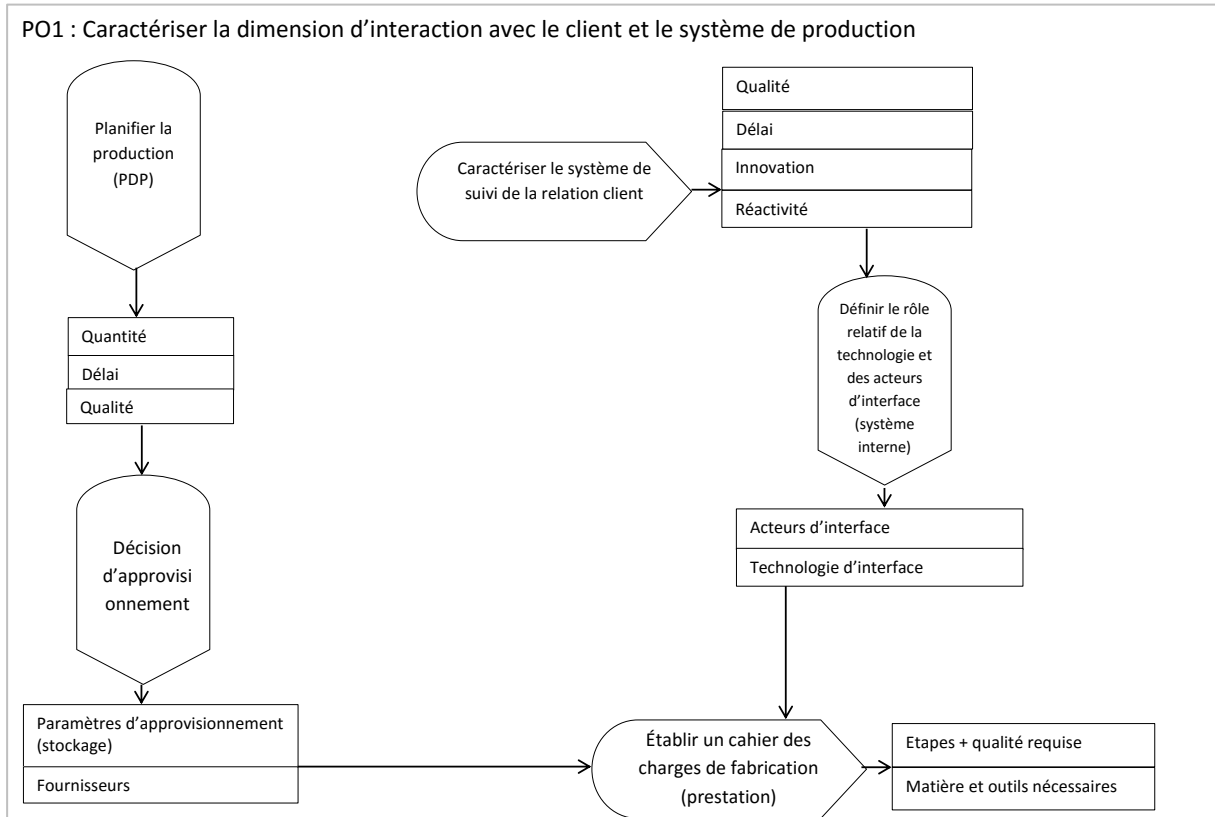 PO1 : Caractériser la dimension d’interaction avec le client et le système de production
Planifier la
production
(PDP)
Quantité
Délai
Qualité
Décision
d’approvisi
onnement
Paramètres d’approvisionnement
(stockage)
Fournisseurs
Caractériser le système de
suivi de la relation client
Qualité
Délai
Innovation
Réactivité
Définir le rôle
relatif de la
technologie et
des acteurs
d’interface
(système
interne)
Acteurs d’interface
Technologie d’interface
Établir un cahier des
charges de fabrication
(prestation)
Etapes + qualité requise
Matière et outils nécessaires